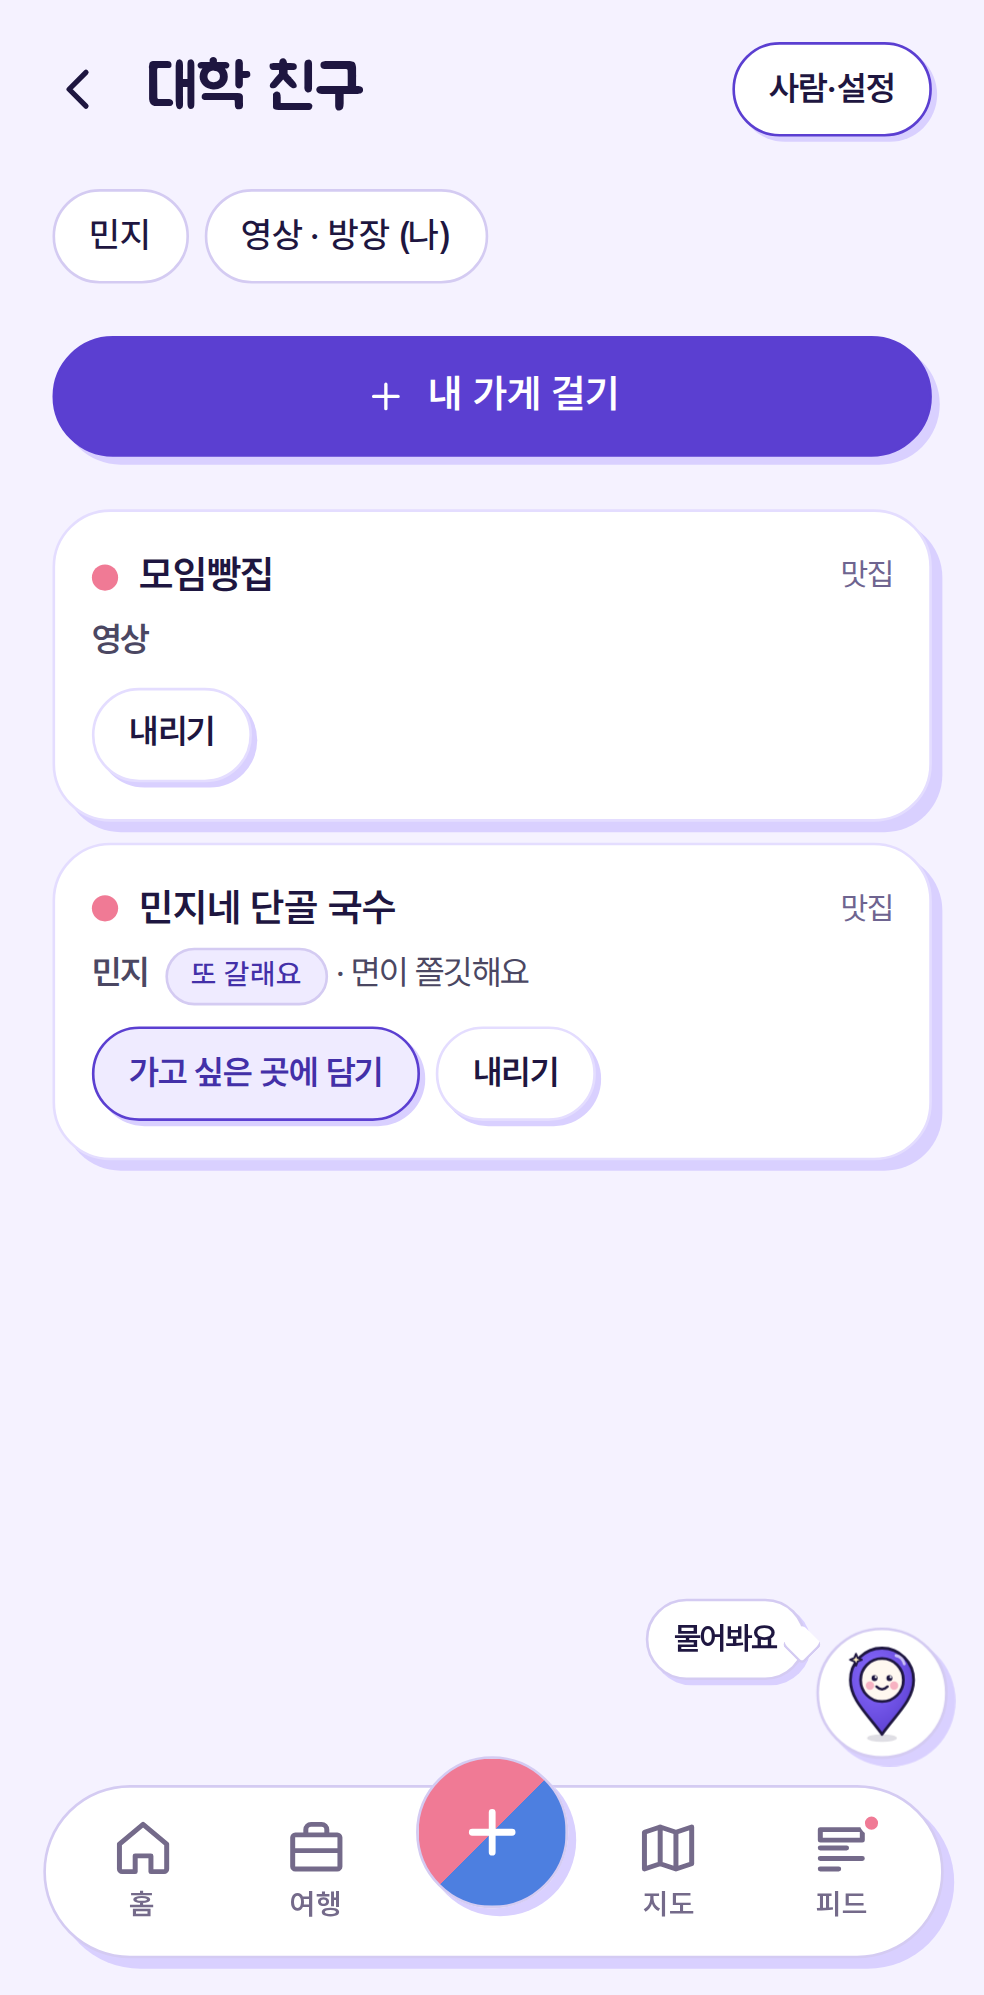 대학 친구
사람·설정
민지
영상 · 방장 (나)
+ 내 가게 걸기
모임빵집
맛집
영상
내리기
민지네 단골 국수
맛집
민지 또 갈래요 · 면이 쫄깃해요
가고 싶은 곳에 담기
내리기
물어봐요
홈
여행
지도
피드